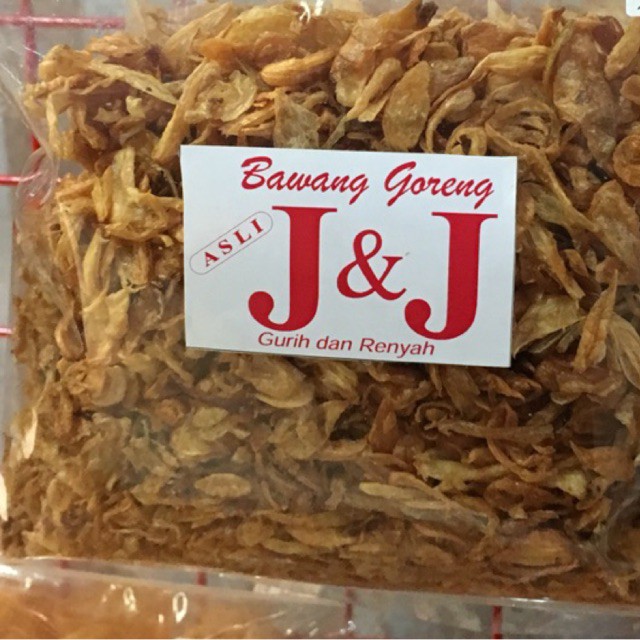 Bawang Goreng
ASLI
J&J
Gurih dan Renyah